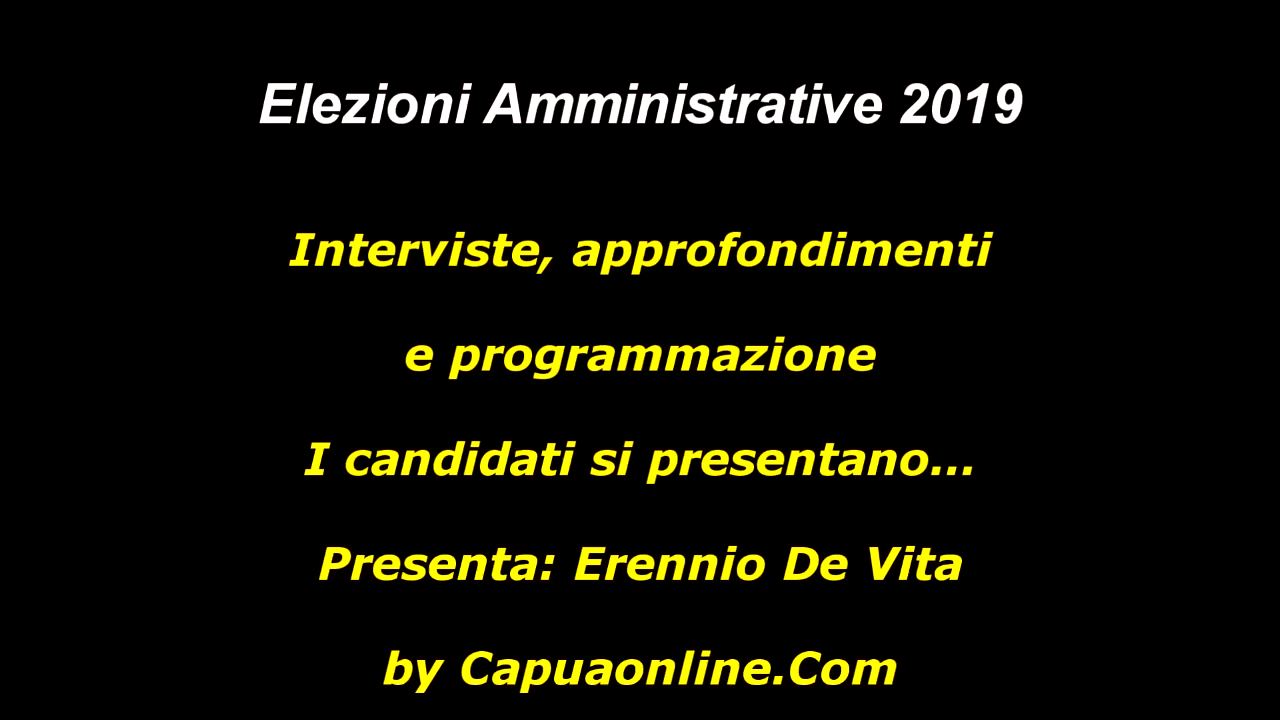 Elezioni Amministrative 2019
Interviste, approfondimenti
e programmazione
I candidati si presentano...
Presenta: Erennio De Vita
by Capuaonline.Com